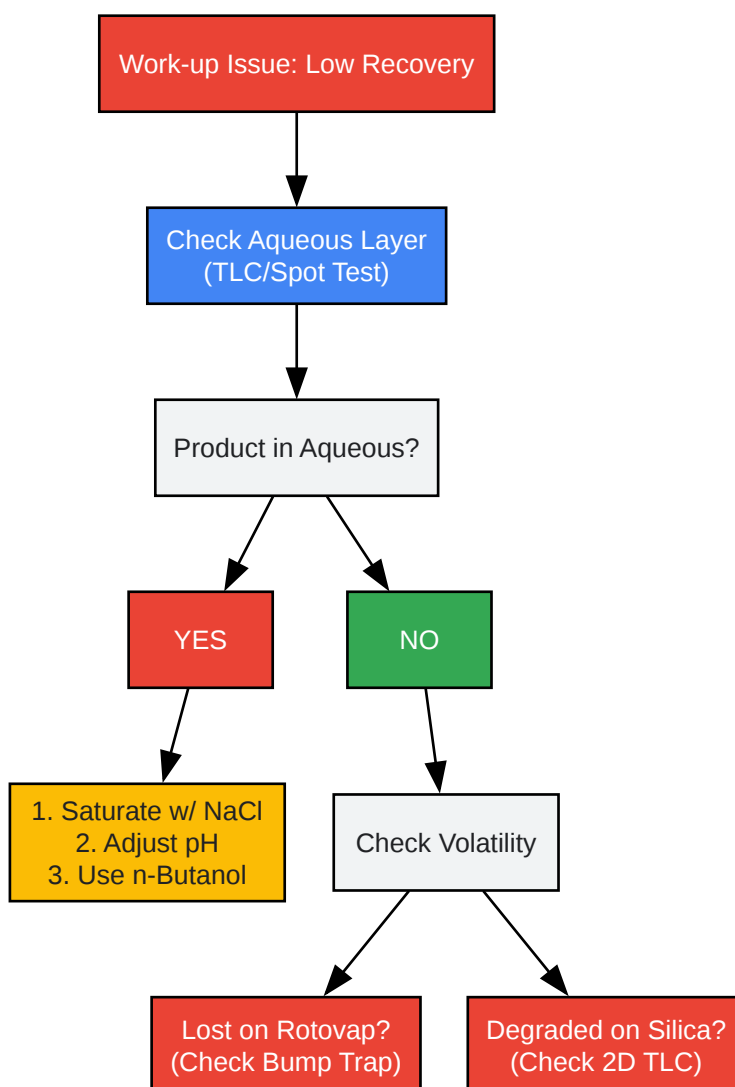 Work-up Issue: Low Recovery
Check Aqueous Layer
(TLC/Spot Test)
Product in Aqueous?
YES
NO
1. Saturate w/ NaCl
2. Adjust pH
3. Use n-Butanol
Check Volatility
Lost on Rotovap?
(Check Bump Trap)
Degraded on Silica?
(Check 2D TLC)